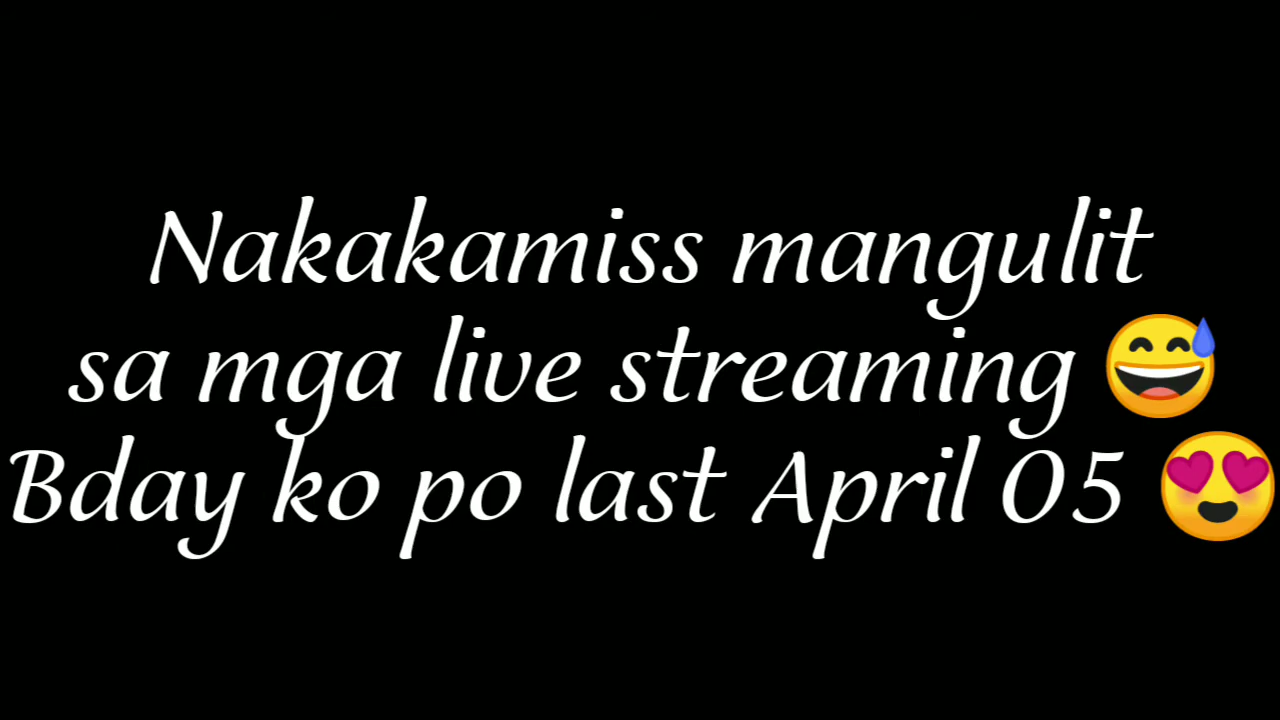 Nakakamiss mangulit
sa mga live streaming 😅
Bday ko po last April 05 😍